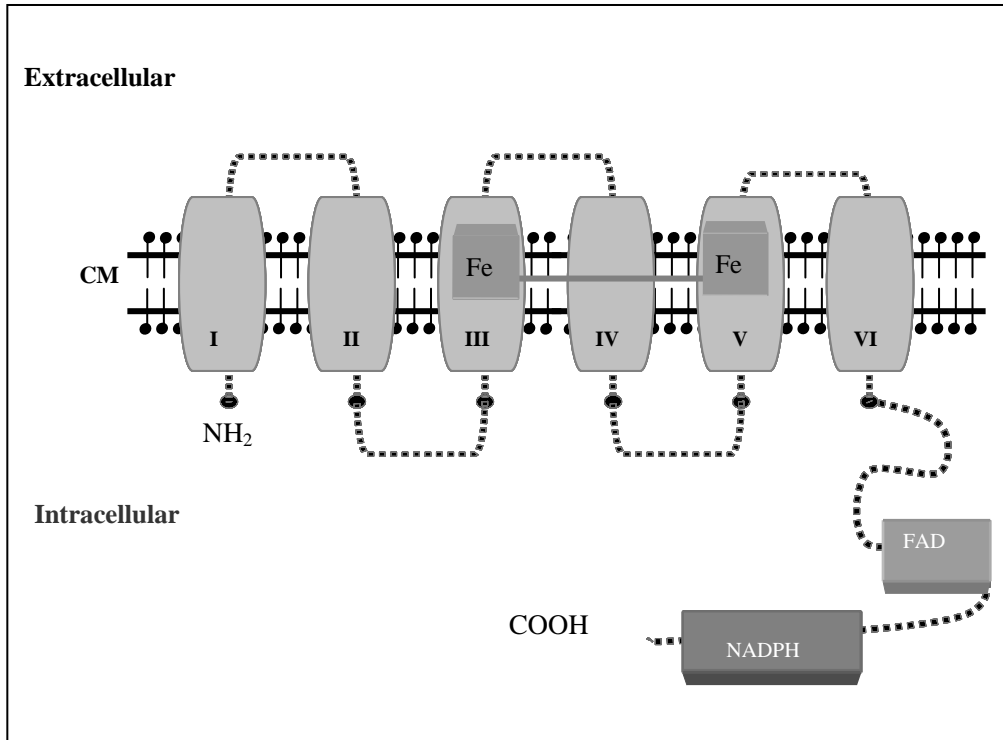 Extracellular
CM
Fe
Fe
I
II
III
IV
V
VI
NH₂
Intracellular
FAD
COOH
NADPH